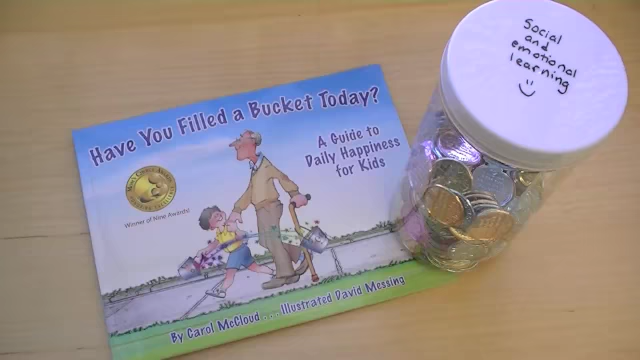 Have You Filled a Bucket Today?
A Guide to
Daily Happiness
for Kids
Winner of Nine Awards!
By Carol McCloud
Illustrated David Messing
Social
and
emotional
learning